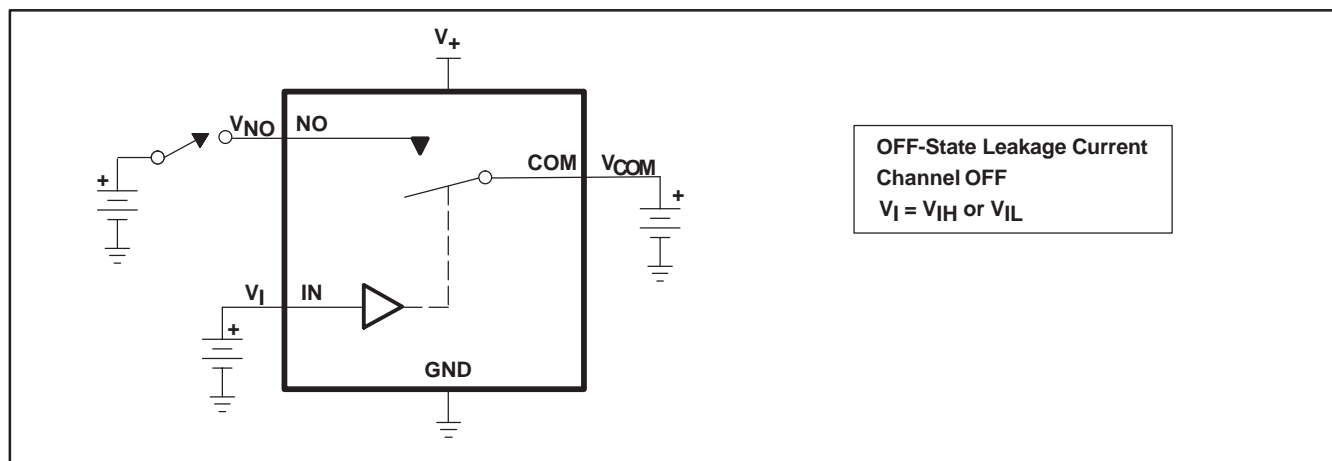 V+
VNO NO
COM VCOM
VI IN
GND
+
+
+
OFF-State Leakage Current
Channel OFF
VI = VIH or VIL